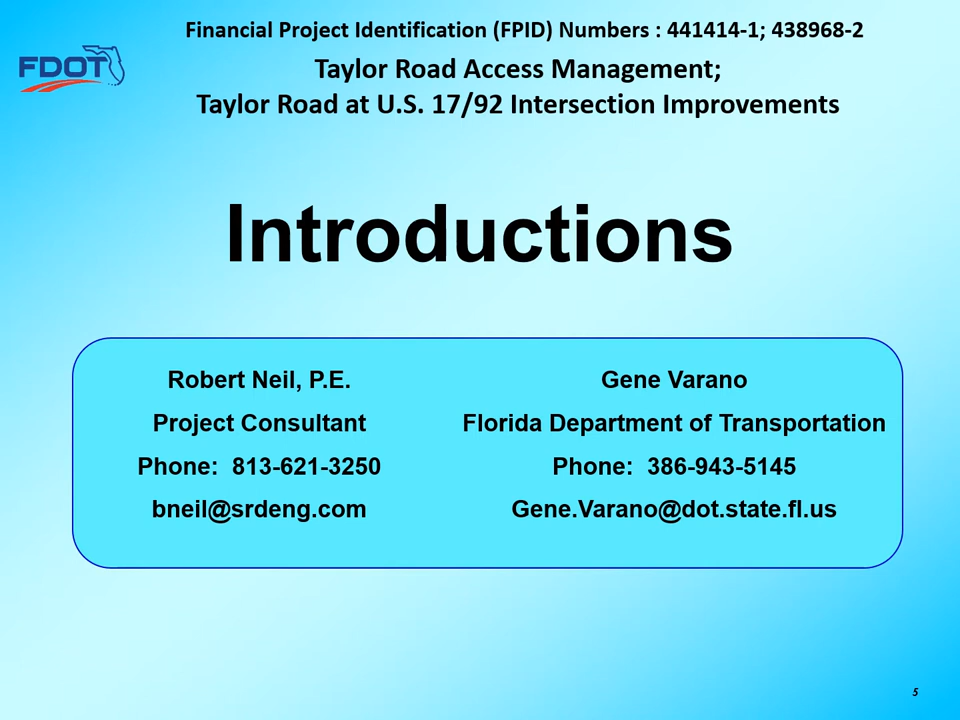 Financial Project Identification (FPID) Numbers : 441414-1; 438968-2
FDOT
Taylor Road Access Management;
Taylor Road at U.S. 17/92 Intersection Improvements
Introductions
Robert Neil, P.E.
Project Consultant
Phone: 813-621-3250
bneil@srdeng.com
Gene Varano
Florida Department of Transportation
Phone: 386-943-5145
Gene.Varano@dot.state.fl.us
5